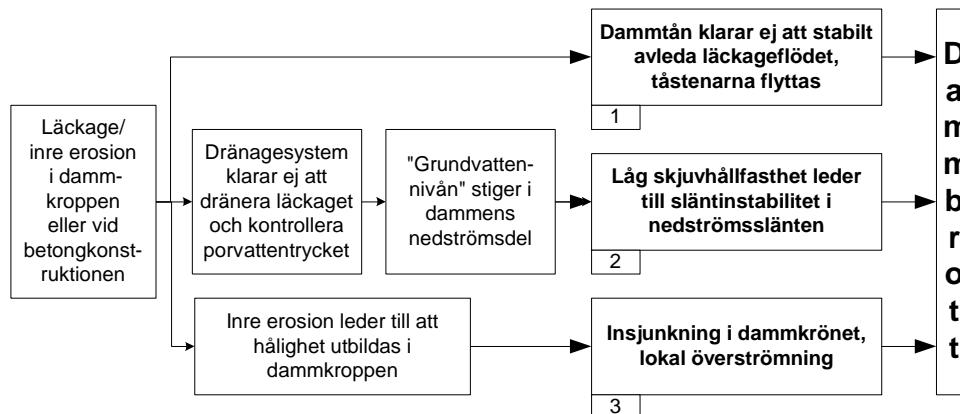 Läckage/
inre erosion
i damm-
kroppen
eller vid
betongkonst-
ruktionen
Dammtån klarar ej att stabilt
avleda läckageflödet,
tåstenarna flyttas
1
Dränagesystem
klarar ej att
dränera läckaget
och kontrollera
porvattentrycket
"Grundvatten-
nivån" stiger i
dammens
nedströmsdel
Låg skjuvhållfasthet leder
till släntinstabilitet i
nedströmsslänten
2
Inre erosion leder till att
hålighet utbildas i
dammkroppen
Insjunkning i dammkrönet,
lokal överströmning
3
D
a
m
m
b
r
o
t
t